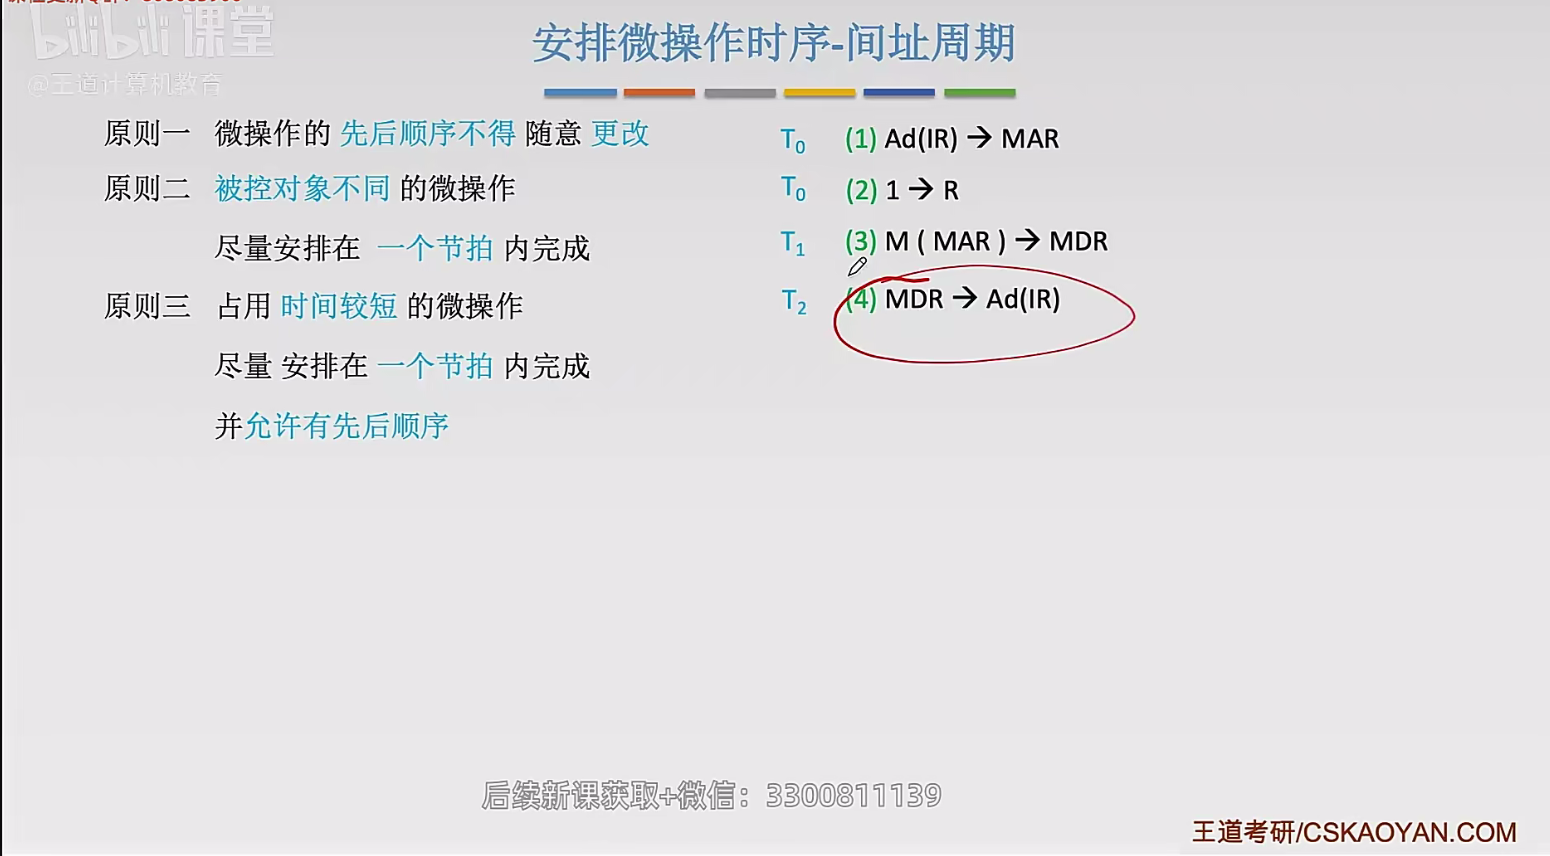 bilibili课堂
@王道计算机教育
安排微操作时序-间址周期
原则一 微操作的 先后顺序不得 随意 更改
原则二 被控对象不同 的微操作
尽量安排在 一个节拍 内完成
原则三 占用 时间较短 的微操作
尽量 安排在 一个节拍 内完成
并允许有先后顺序
T₀ (1) Ad(IR) → MAR
T₀ (2) 1 → R
T₁ (3) M ( MAR ) → MDR
T₂ (4) MDR → Ad(IR)
后续新课获取+微信：3300811139
王道考研/CSKAOYAN.COM